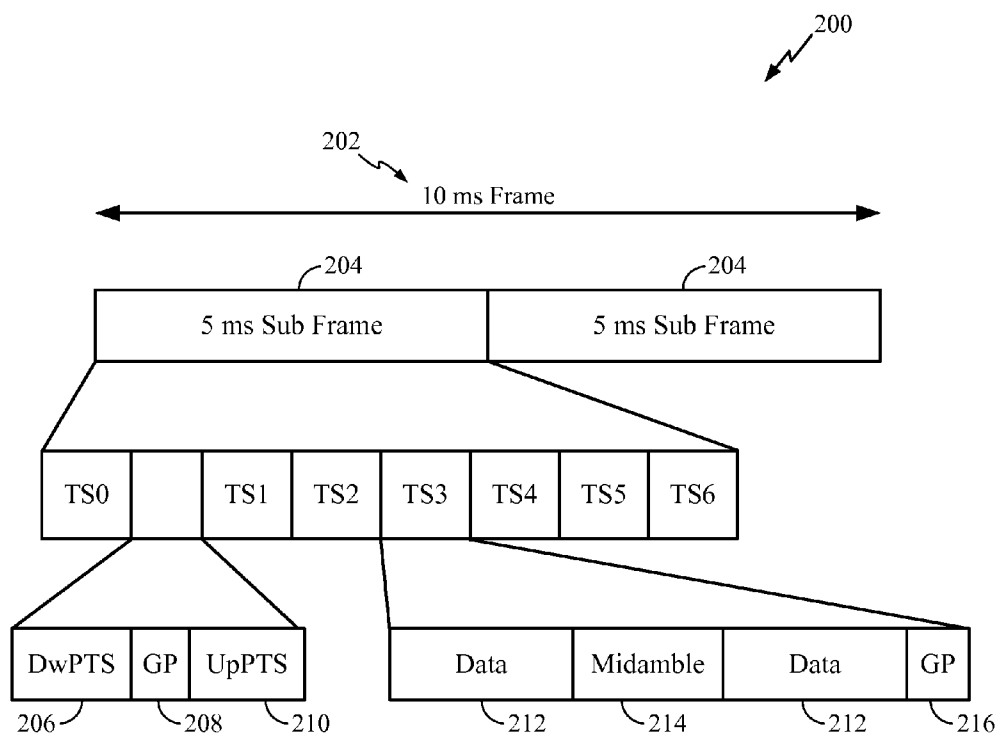 200
202
10 ms Frame
204 204
5 ms Sub Frame 5 ms Sub Frame
TS0 TS1 TS2 TS3 TS4 TS5 TS6
DwPTS GP UpPTS Data Midamble Data GP
206 208 210 212 214 212 216